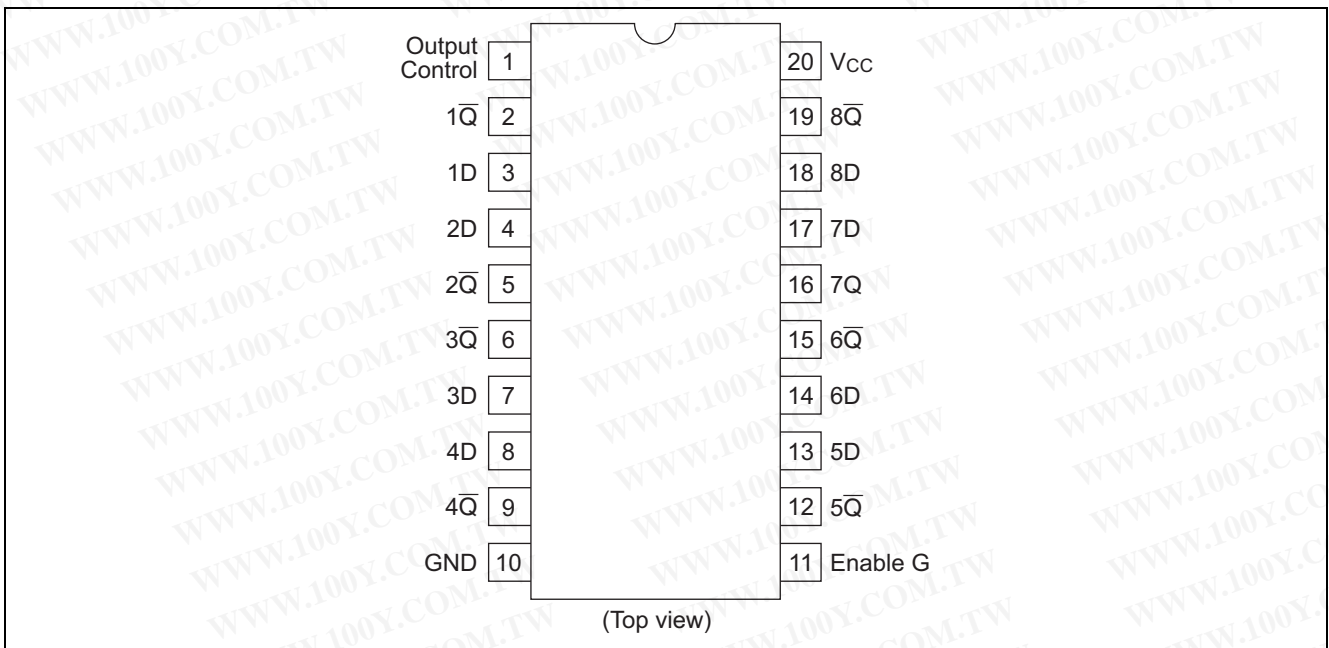 Output
Control 1
1Q̅ 2
1D 3
2D 4
2Q̅ 5
3Q̅ 6
3D 7
4D 8
4Q̅ 9
GND 10
20 VCC
19 8Q̅
18 8D
17 7D
16 7Q
15 6Q̅
14 6D
13 5D
12 5Q̅
11 Enable G
(Top view)
WWW.100Y.COM.TW